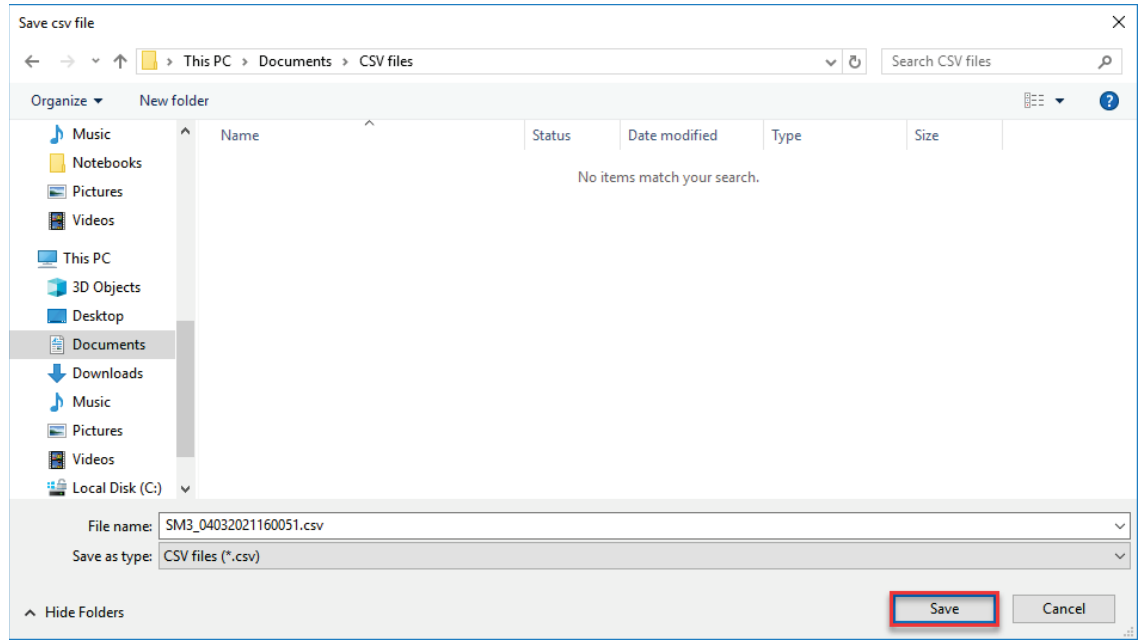 Save csv file
This PC > Documents > CSV files
Search CSV files
Organize
New folder
Name
Status
Date modified
Type
Size
No items match your search.
Music
Notebooks
Pictures
Videos
This PC
3D Objects
Desktop
Documents
Downloads
Music
Pictures
Videos
Local Disk (C:)
File name: SM3_04032021160051.csv
Save as type: CSV files (*.csv)
Hide Folders
Save
Cancel